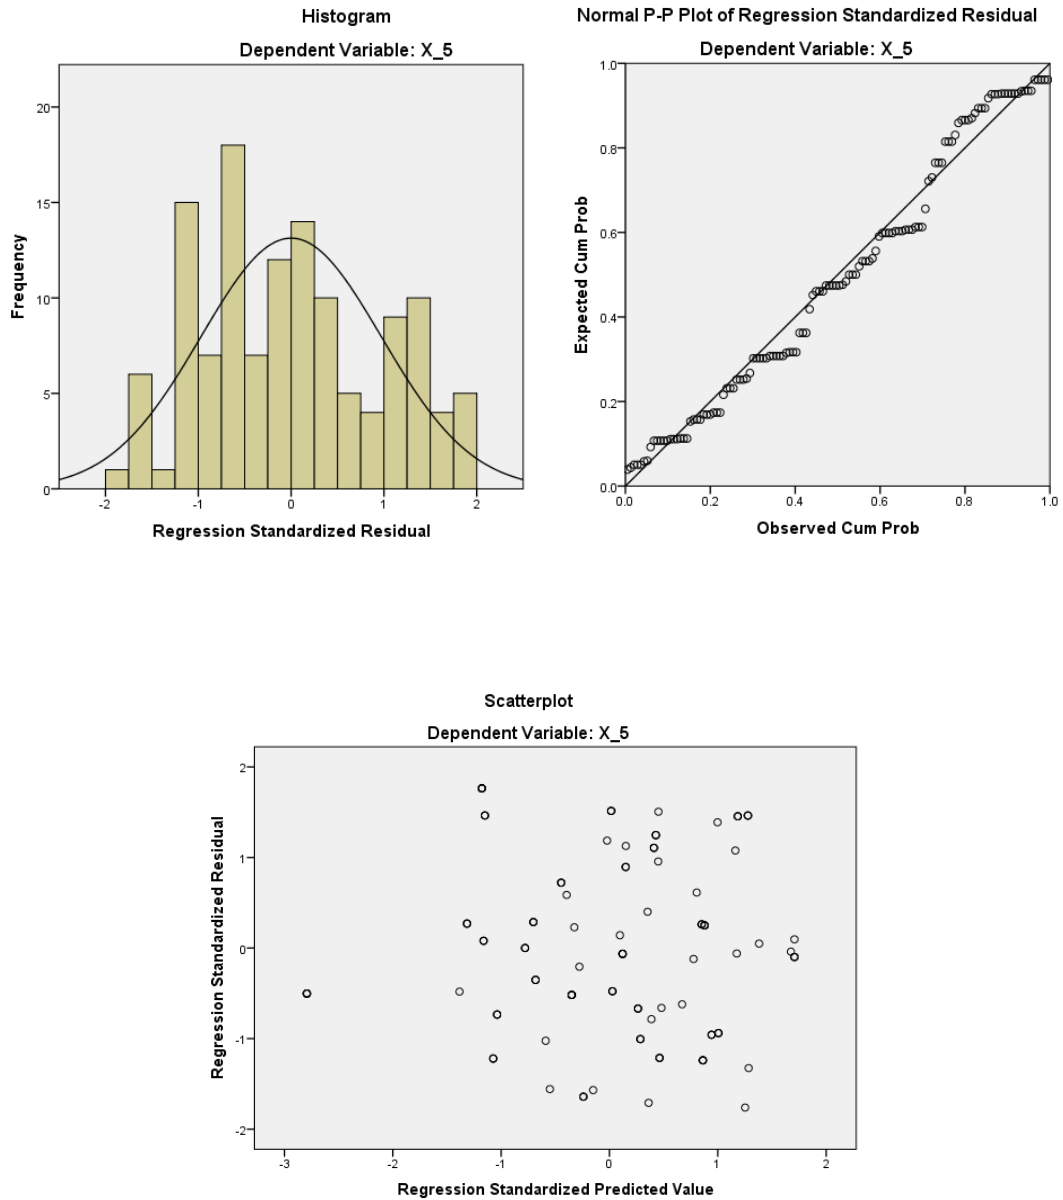 Histogram
Dependent Variable: X_5
Frequency
20
15
10
5
0
-2
-1
0
1
2
Regression Standardized Residual
Normal P-P Plot of Regression Standardized Residual
Dependent Variable: X_5
Expected Cum Prob
1.0
0.8
0.6
0.4
0.2
0.0
0.0
0.2
0.4
0.6
0.8
1.0
Observed Cum Prob
Scatterplot
Dependent Variable: X_5
Regression Standardized Residual
2
1
0
-1
-2
-3
-2
-1
0
1
2
Regression Standardized Predicted Value